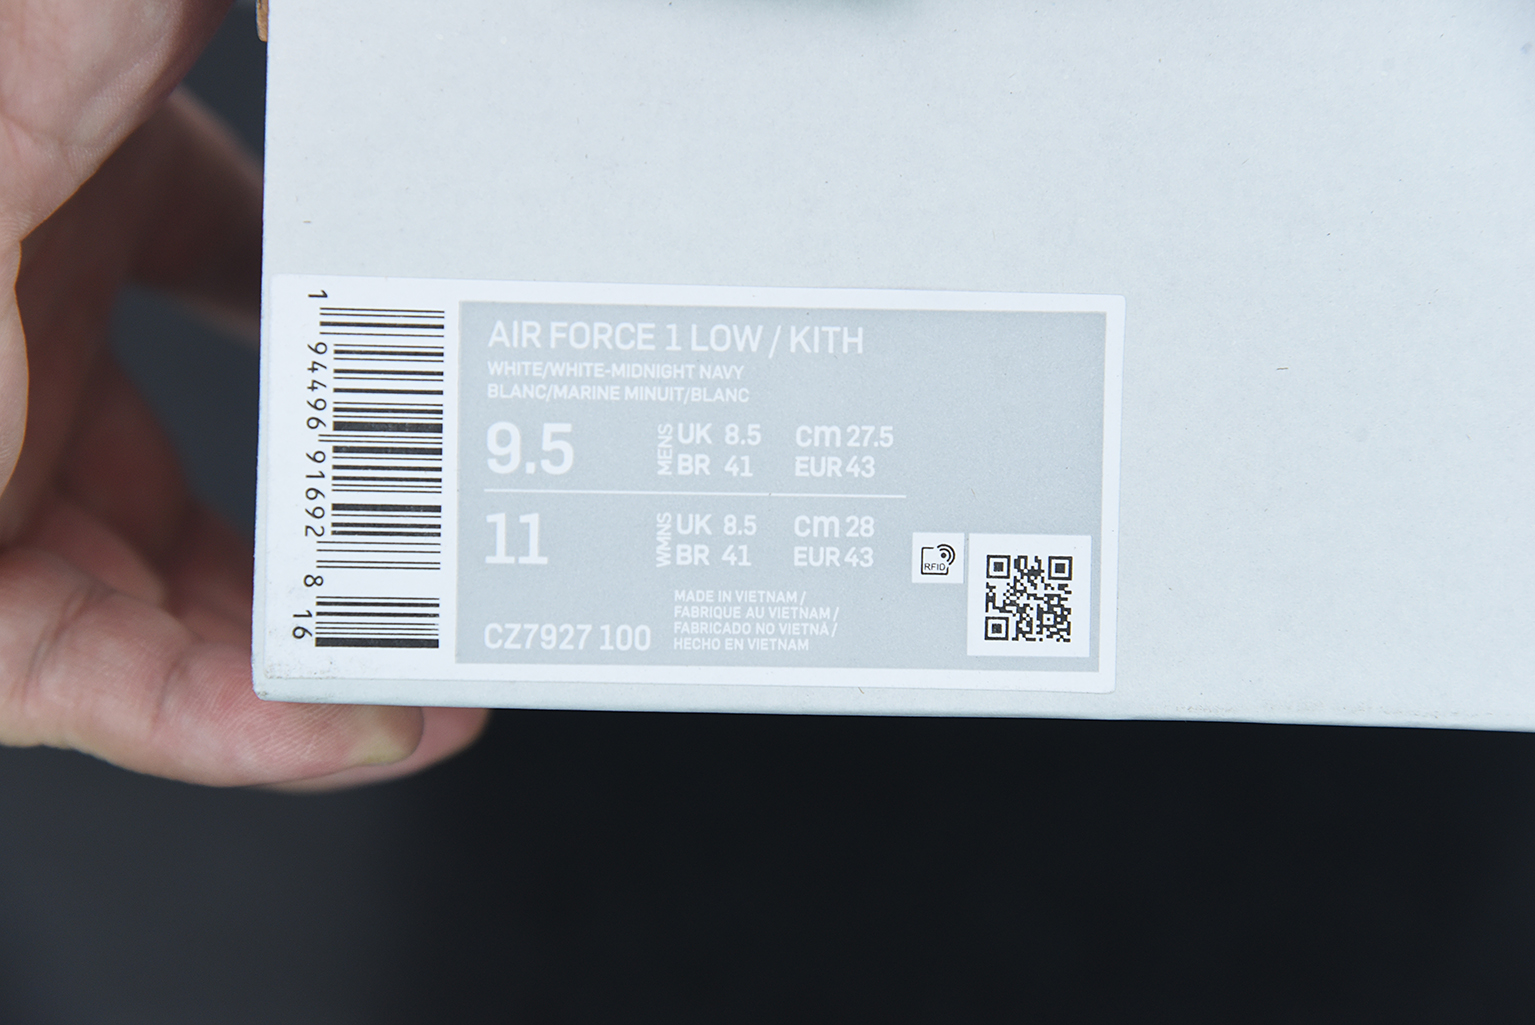 1 94496 91692 8 16
AIR FORCE 1 LOW / KITH
WHITE/WHITE-MIDNIGHT NAVY
BLANC/MARINE MINUIT/BLANC
9.5 MENS UK 8.5 cm 27.5
BR 41 EUR 43
11 WMNS UK 8.5 cm 28
BR 41 EUR 43
RFID
CZ7927 100
MADE IN VIETNAM /
FABRIQUE AU VIETNAM /
FABRICADO NO VIETNÃ /
HECHO EN VIETNAM